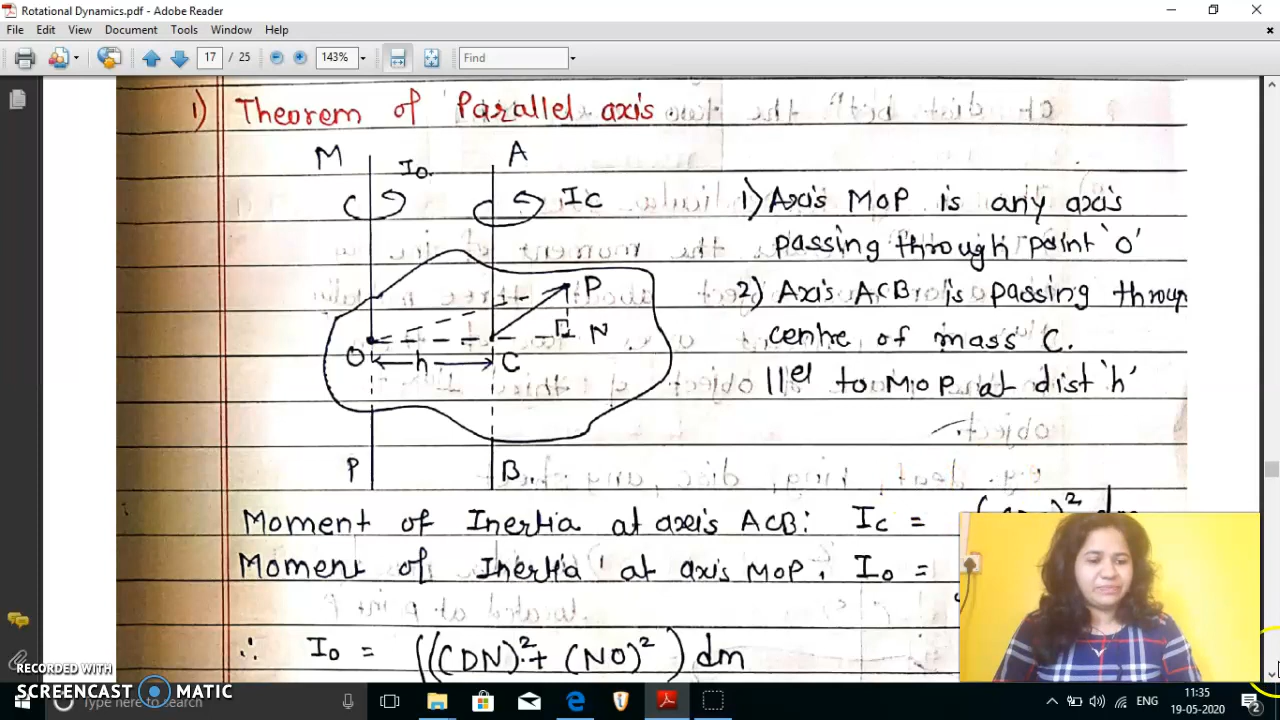 Rotational Dynamics.pdf - Adobe Reader
File Edit View Document Tools Window Help
17 / 25 143% Find
1) Theorem of Parallel axis
M A
Io. Ic
1) Axis MOP is any axis
passing through point 'O'
2) Axis ACB is passing throug
centre of mass C.
||el to MOP at dist 'h'
P
N
O h C
P B
Moment of Inertia at axis ACB: Ic =
Moment of Inertia at axis MOP. Io =
∴ Io = ((DN)²+ (NO)²) dm
RECORDED WITH
SCREENCAST MATIC
Type here to search
ENG
11:35
19-05-2020
2